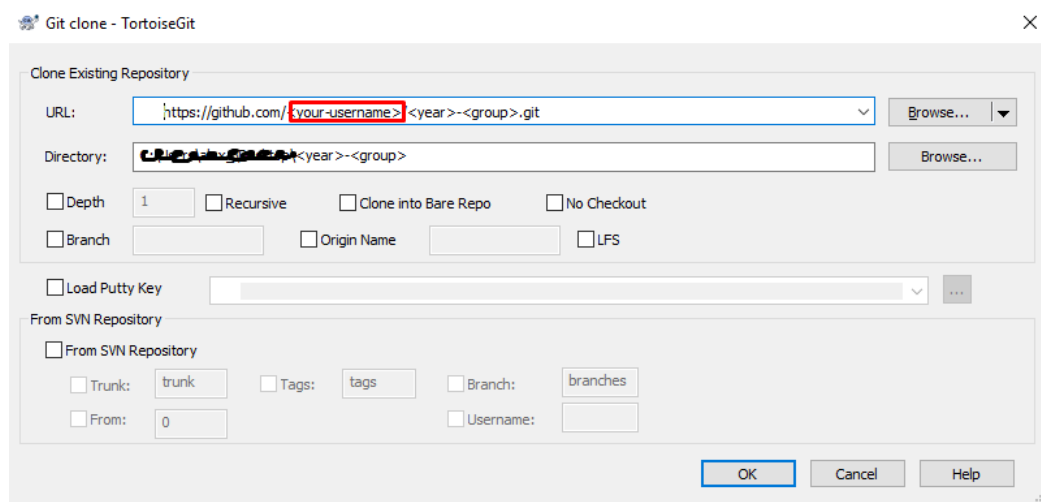 Git clone - TortoiseGit
Clone Existing Repository
URL: https://github.com/<your-username>/<year>-<group>.git Browse...
Directory: <year>-<group> Browse...
Depth 1 Recursive Clone into Bare Repo No Checkout
Branch Origin Name LFS
Load Putty Key ...
From SVN Repository
From SVN Repository
Trunk: trunk Tags: tags Branch: branches
From: 0 Username:
OK Cancel Help